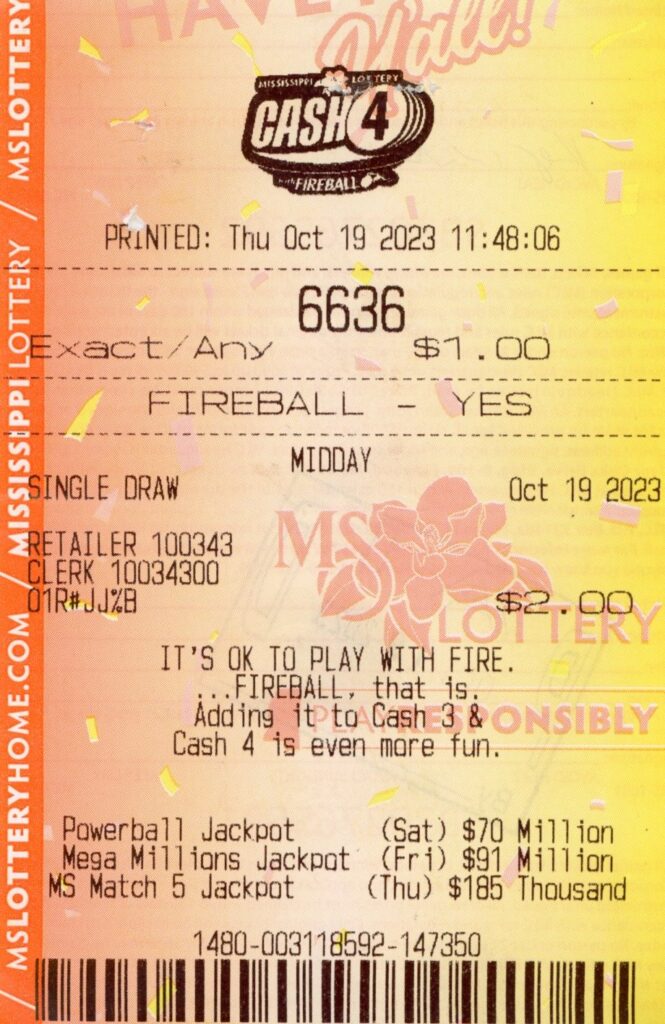 HAVE
Y'all!
MISSISSIPPI LOTTERY
CASH 4
with FIREBALL
PRINTED: Thu Oct 19 2023 11:48:06
6636
Exact/Any $1.00
FIREBALL - YES
MIDDAY
SINGLE DRAW Oct 19 2023
RETAILER 100343
CLERK 10034300
01R#JJ%B $2.00
MS LOTTERY
IT'S OK TO PLAY WITH FIRE.
...FIREBALL, that is.
Adding it to Cash 3 &
Cash 4 is even more fun.
PLAY RESPONSIBLY
Powerball Jackpot (Sat) $70 Million
Mega Millions Jackpot (Fri) $91 Million
MS Match 5 Jackpot (Thu) $185 Thousand
1480-003118592-147350
/ MSLOTTERYHOME.COM / MISSISSIPPI LOTTERY / MSLOTTERY